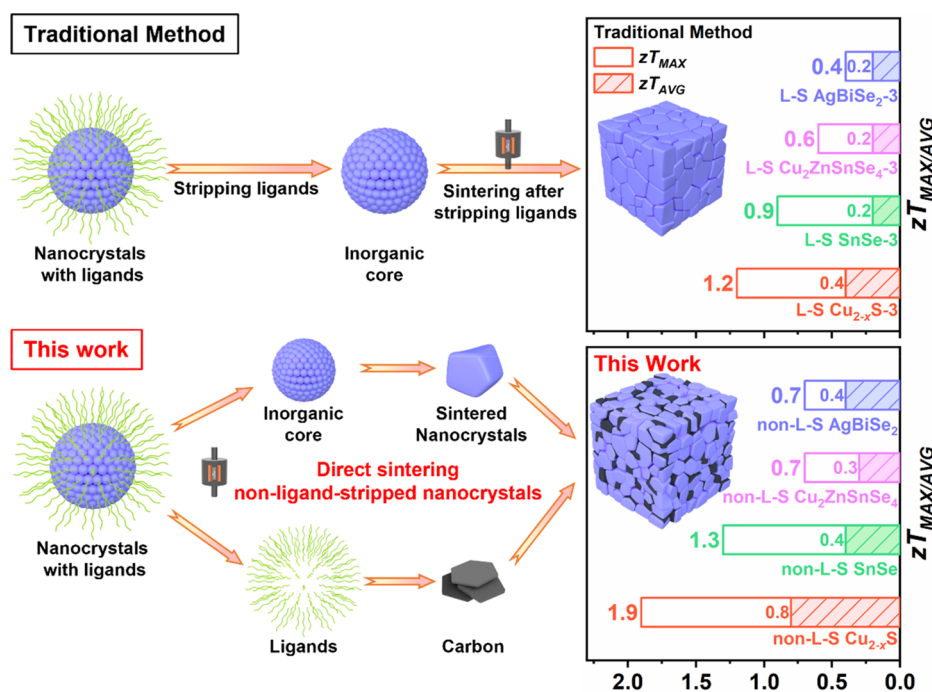 Traditional Method
Nanocrystals
with ligands
Stripping ligands
Inorganic
core
Sintering after
stripping ligands
Traditional Method
zT_MAX
zT_AVG
0.4
0.2
L-S AgBiSe₂-3
0.6
0.2
L-S Cu₂ZnSnSe₄-3
0.9
0.2
L-S SnSe-3
1.2
0.4
L-S Cu₂₋ₓS-3
zT_MAX/AVG
This work
Nanocrystals
with ligands
Inorganic
core
Sintered
Nanocrystals
Direct sintering
non-ligand-stripped nanocrystals
Ligands
Carbon
This Work
0.7
0.4
non-L-S AgBiSe₂
0.7
0.3
non-L-S Cu₂ZnSnSe₄
1.3
0.4
non-L-S SnSe
1.9
0.8
non-L-S Cu₂₋ₓS
zT_MAX/AVG
2.0 1.5 1.0 0.5 0.0